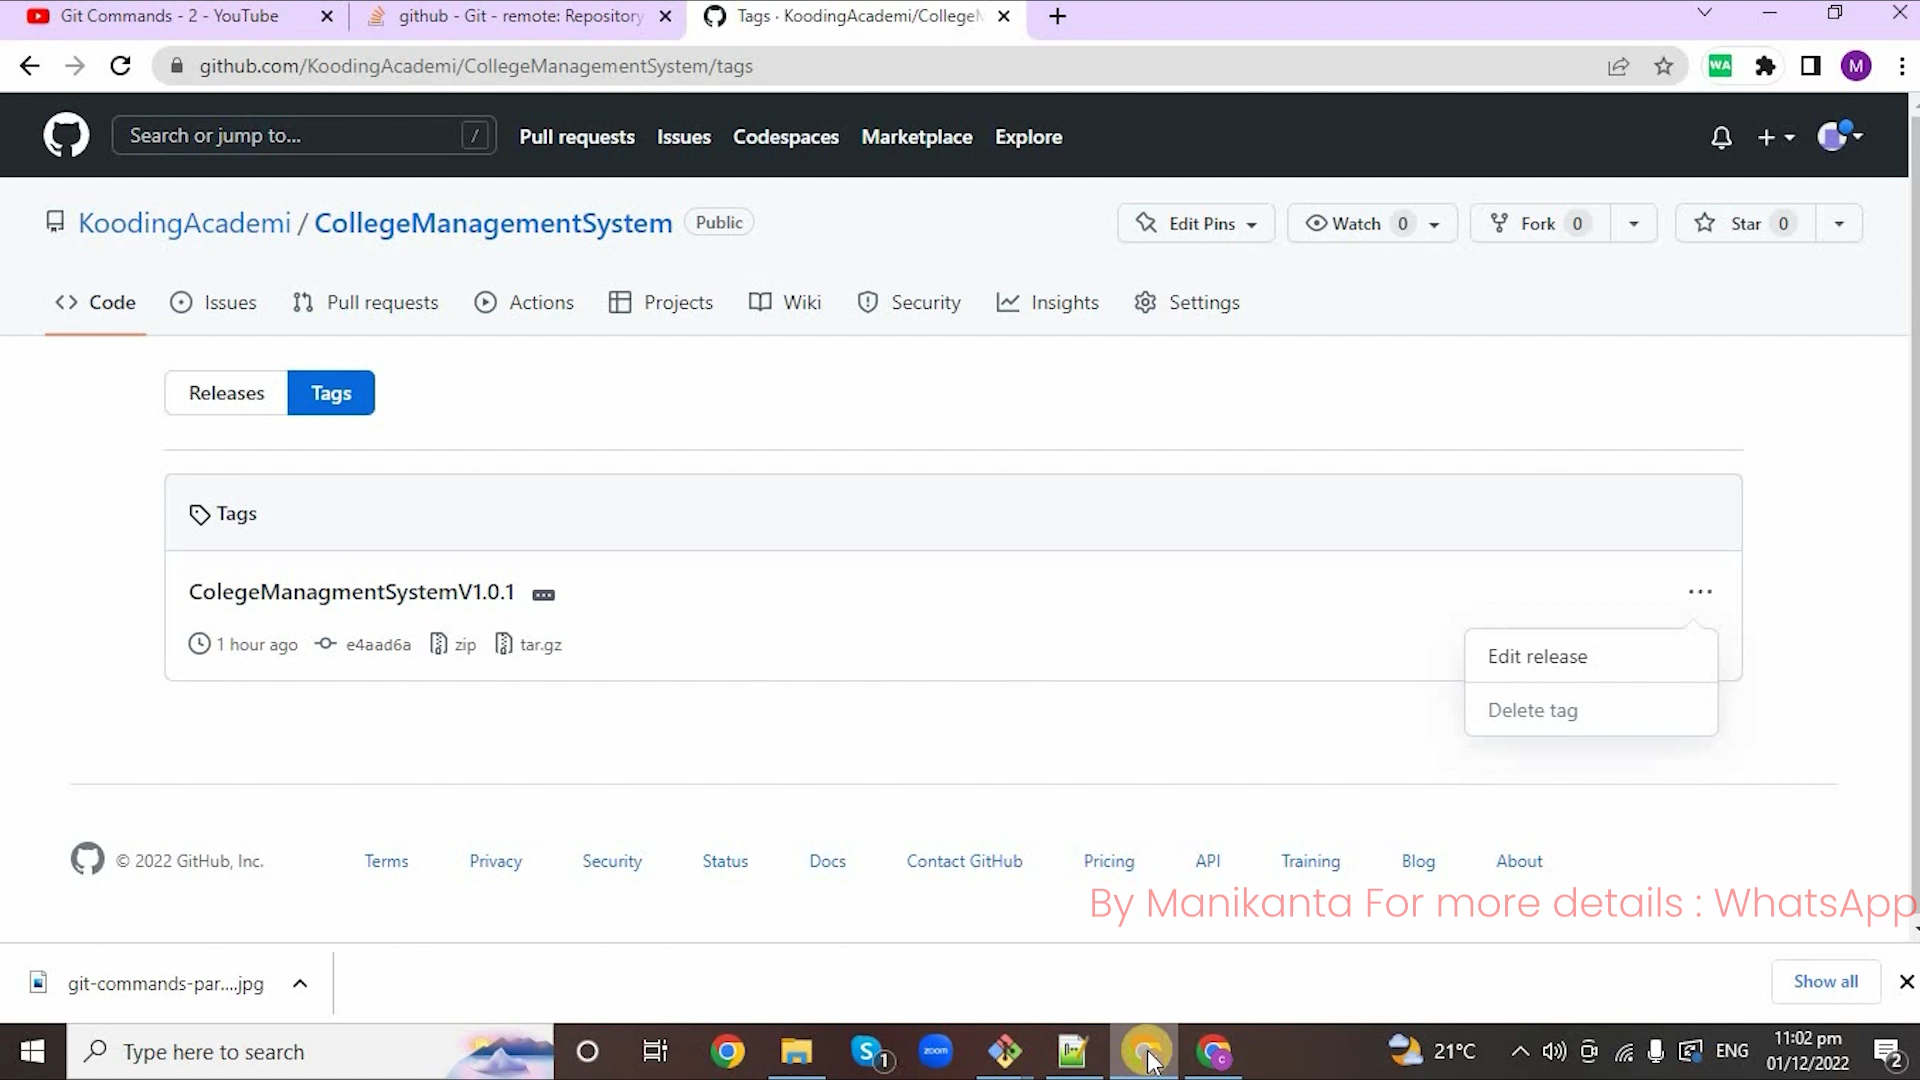 Git Commands - 2 - YouTube
github - Git - remote: Repository
Tags · KoodingAcademi/College
github.com/KoodingAcademi/CollegeManagementSystem/tags
WA
M
Search or jump to...
/
Pull requests
Issues
Codespaces
Marketplace
Explore
KoodingAcademi / CollegeManagementSystem
Public
Edit Pins
Watch 0
Fork 0
Star 0
Code
Issues
Pull requests
Actions
Projects
Wiki
Security
Insights
Settings
Releases
Tags
Tags
ColegeManagmentSystemV1.0.1
1 hour ago
e4aad6a
zip
tar.gz
Edit release
Delete tag
© 2022 GitHub, Inc.
Terms
Privacy
Security
Status
Docs
Contact GitHub
Pricing
API
Training
Blog
About
By Manikanta For more details : WhatsApp
git-commands-par....jpg
Show all
Type here to search
S
1
zoom
C
21°C
ENG
11:02 pm
01/12/2022
2